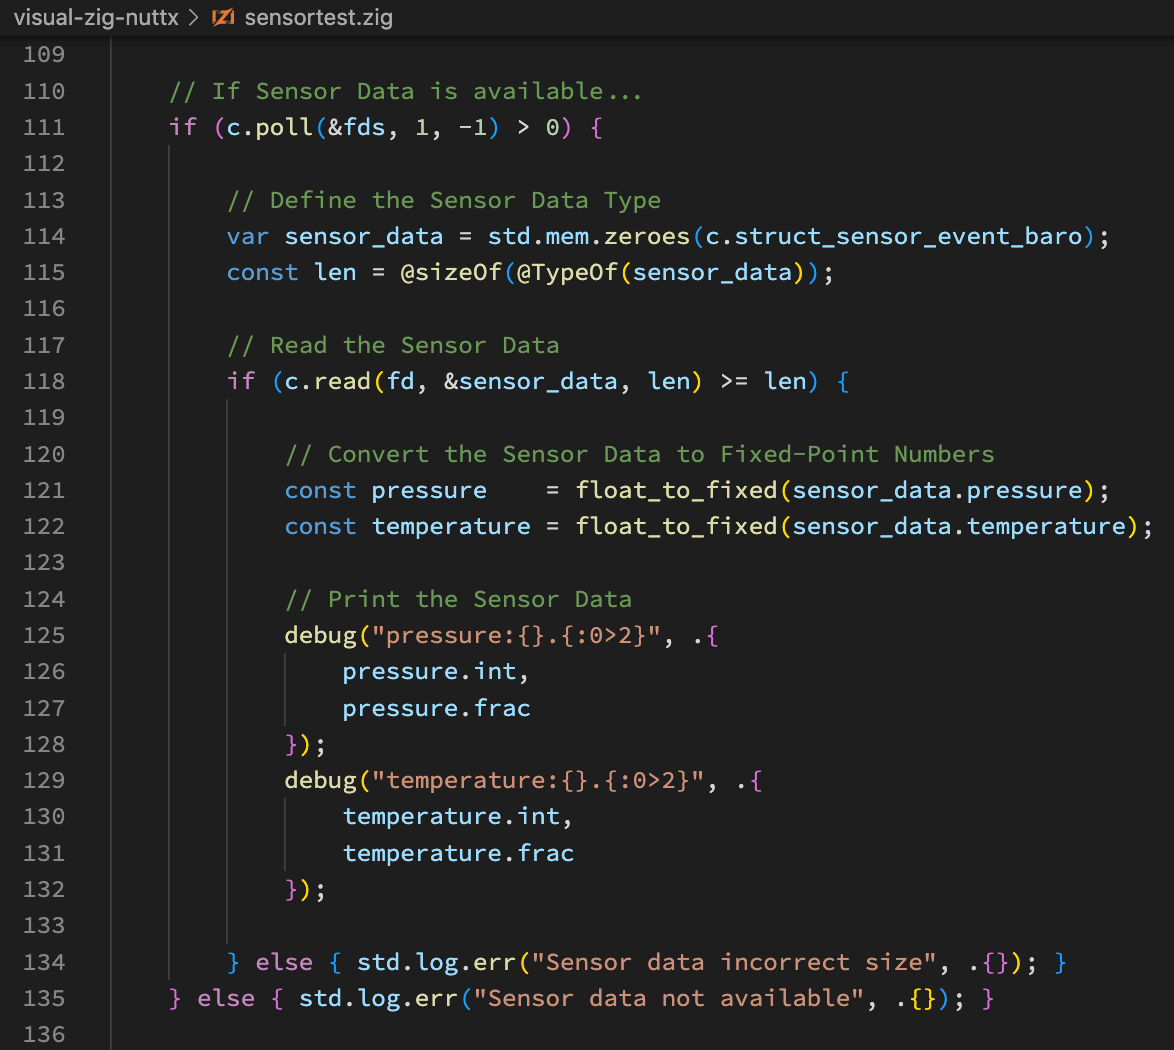 visual-zig-nuttx > sensortest.zig
109
110 // If Sensor Data is available...
111 if (c.poll(&fds, 1, -1) > 0) {
112
113 // Define the Sensor Data Type
114 var sensor_data = std.mem.zeroes(c.struct_sensor_event_baro);
115 const len = @sizeOf(@TypeOf(sensor_data));
116
117 // Read the Sensor Data
118 if (c.read(fd, &sensor_data, len) >= len) {
119
120 // Convert the Sensor Data to Fixed-Point Numbers
121 const pressure    = float_to_fixed(sensor_data.pressure);
122 const temperature = float_to_fixed(sensor_data.temperature);
123
124 // Print the Sensor Data
125 debug("pressure:{}.{:0>2}", .{
126 pressure.int,
127 pressure.frac
128 });
129 debug("temperature:{}.{:0>2}", .{
130 temperature.int,
131 temperature.frac
132 });
133
134 } else { std.log.err("Sensor data incorrect size", .{}); }
135 } else { std.log.err("Sensor data not available", .{}); }
136